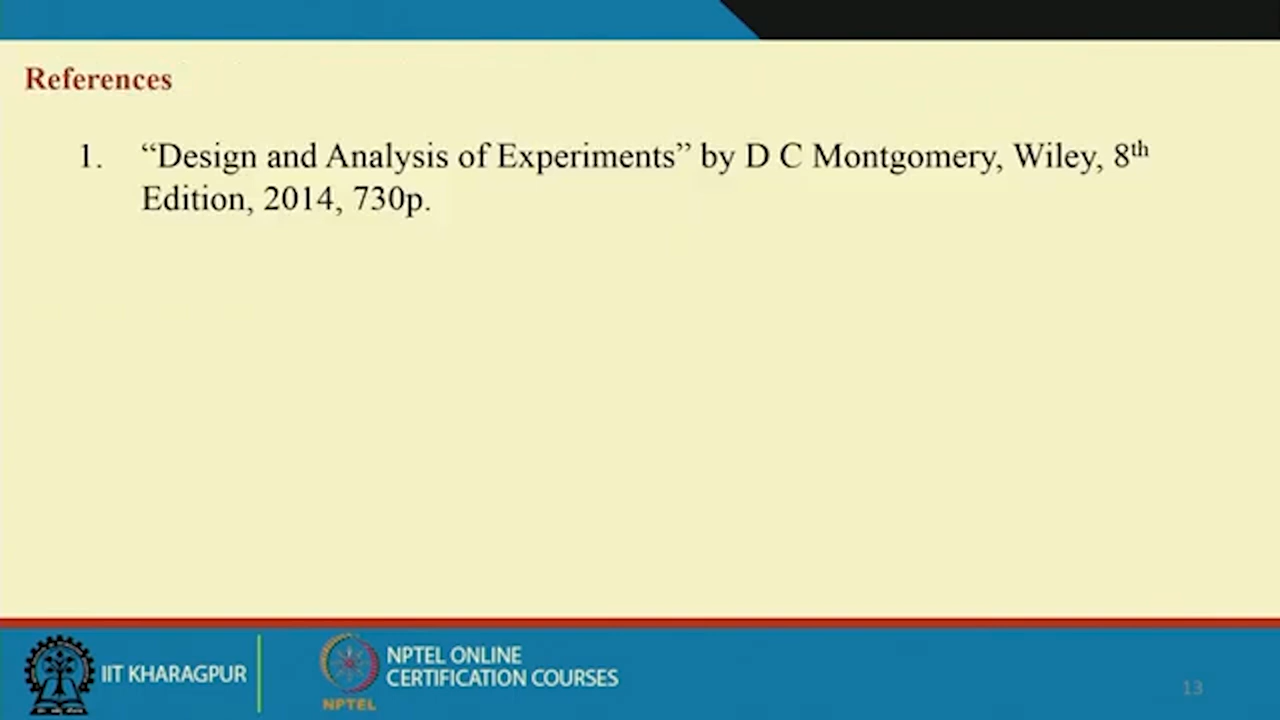 References
1. “Design and Analysis of Experiments” by D C Montgomery, Wiley, 8th
Edition, 2014, 730p.
IIT KHARAGPUR
NPTEL
NPTEL ONLINE
CERTIFICATION COURSES
13